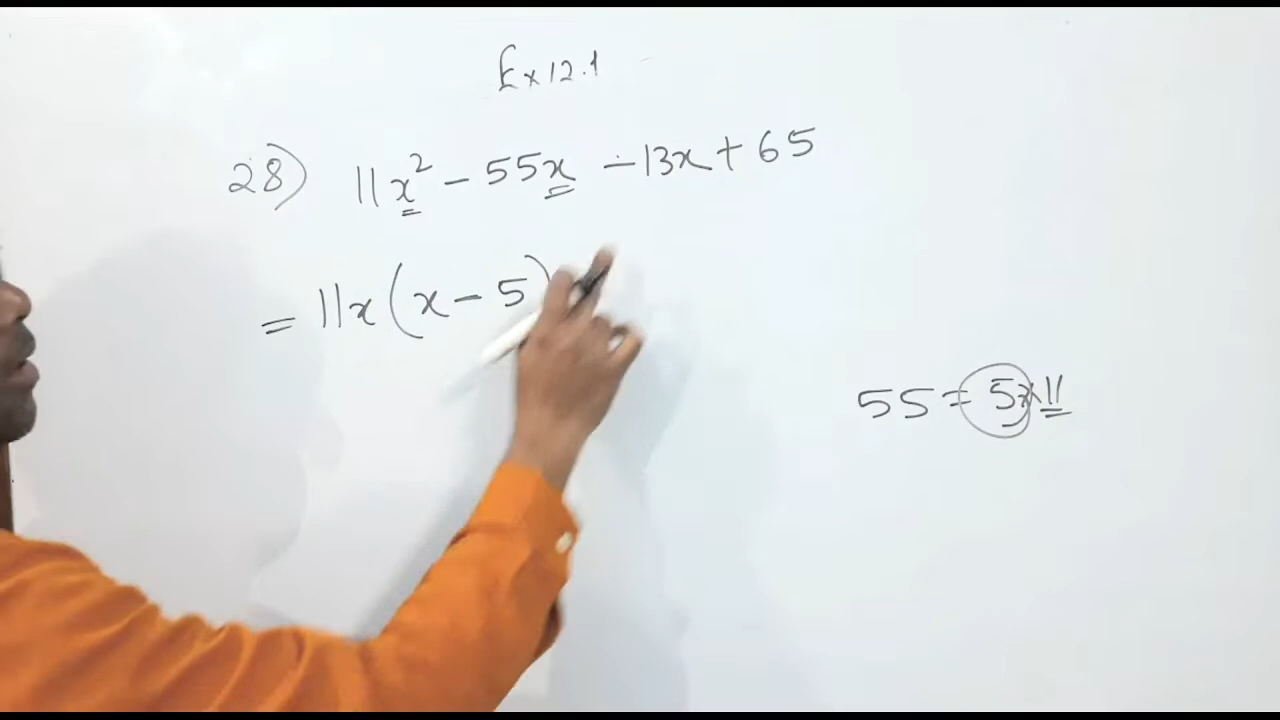 Ex 12.1
28) 11x² - 55x - 13x + 65
= 11x(x - 5)
55 = 5x11